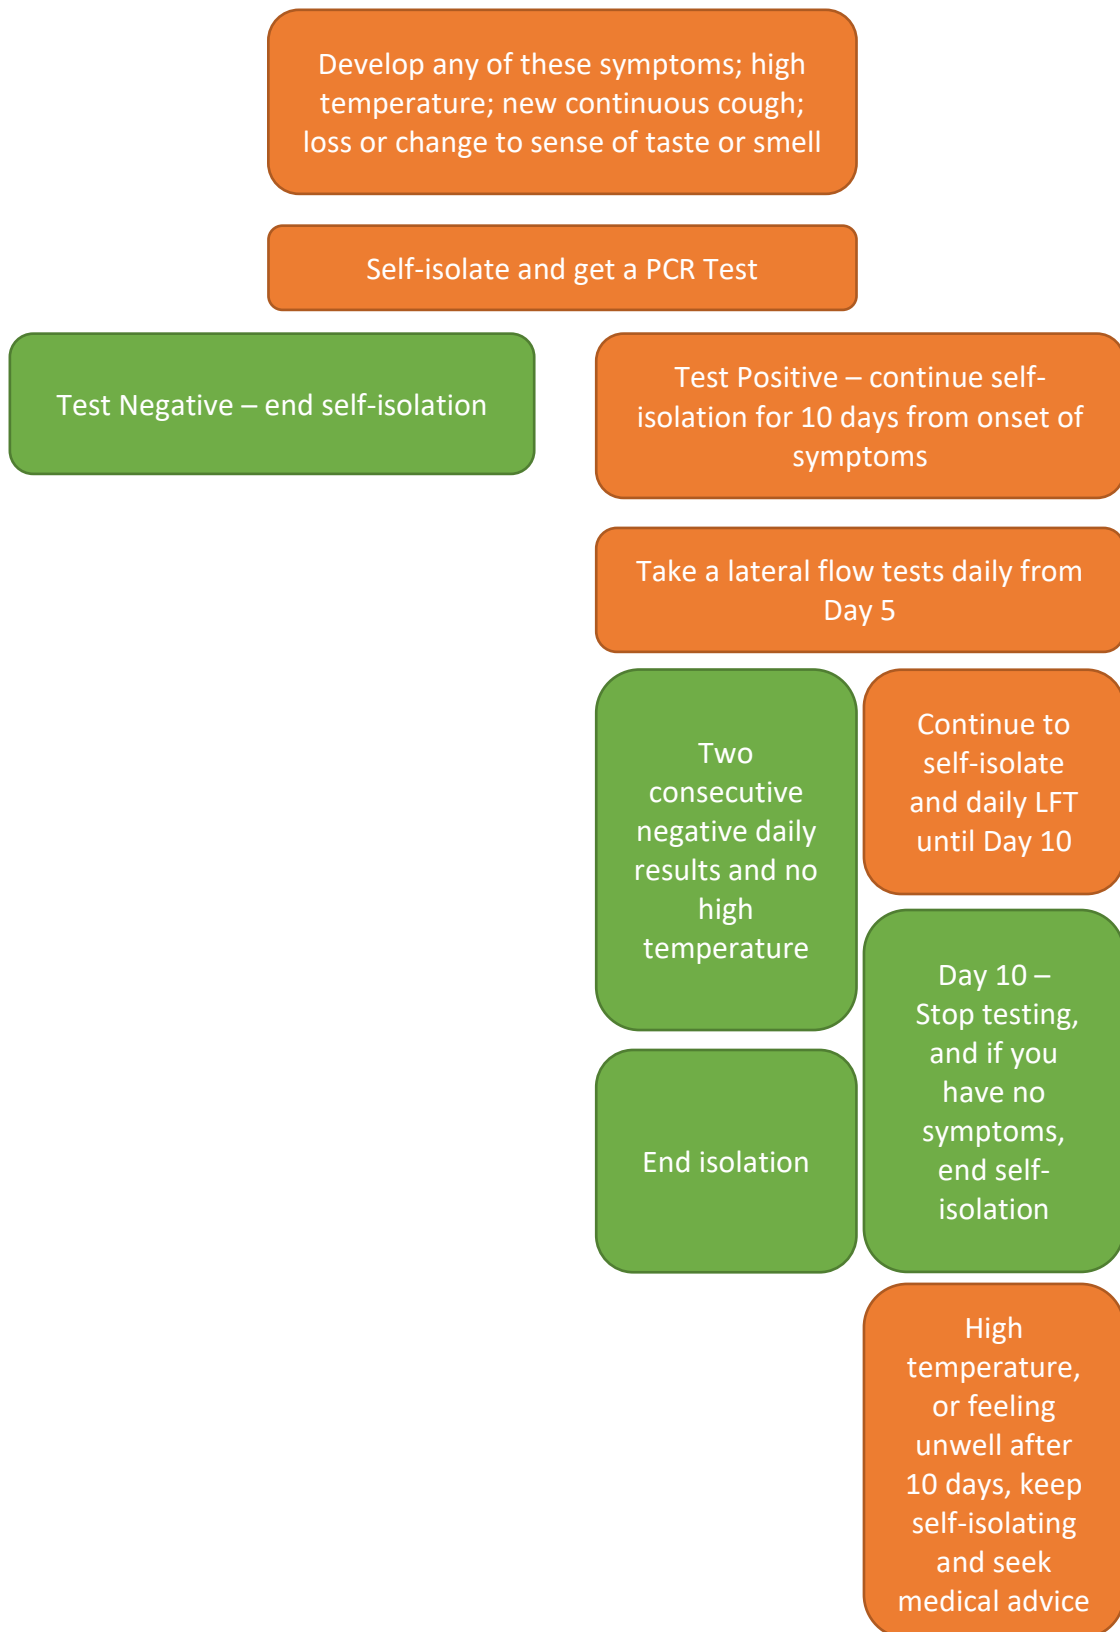 Develop any of these symptoms; high
temperature; new continuous cough;
loss or change to sense of taste or smell
Self-isolate and get a PCR Test
Test Negative – end self-isolation
Test Positive – continue self-
isolation for 10 days from onset of
symptoms
Take a lateral flow tests daily from
Day 5
Two
consecutive
negative daily
results and no
high
temperature
End isolation
Continue to
self-isolate
and daily LFT
until Day 10
Day 10 –
Stop testing,
and if you
have no
symptoms,
end self-
isolation
High
temperature,
or feeling
unwell after
10 days, keep
self-isolating
and seek
medical advice